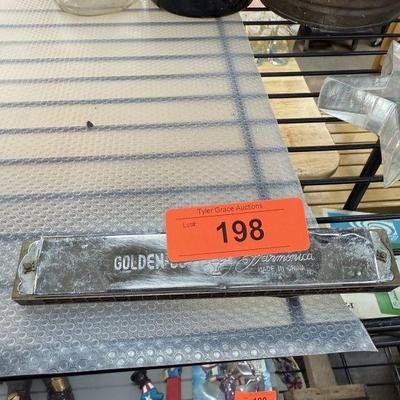 Tyler Grace Auctions
Lot#:
198
GOLDEN
Harmonica
MADE IN CHINA